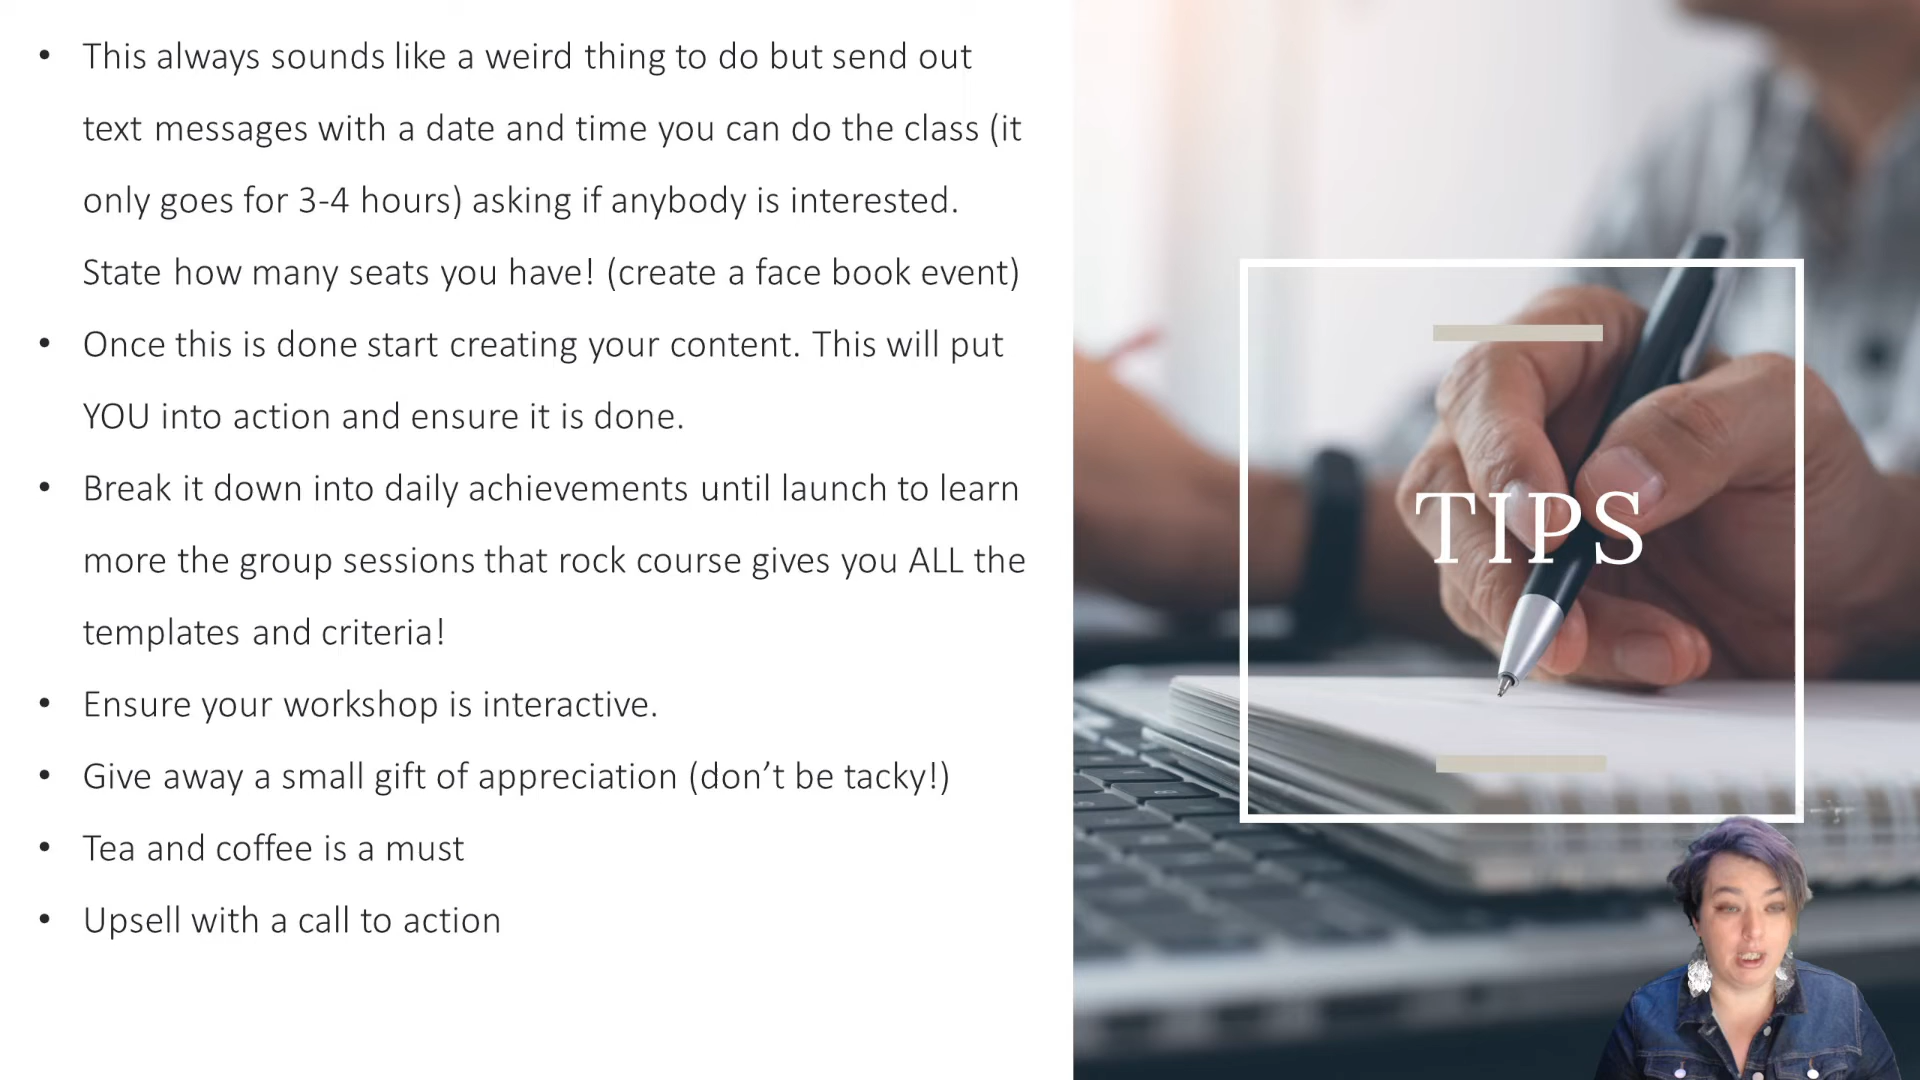 • This always sounds like a weird thing to do but send out
text messages with a date and time you can do the class (it
only goes for 3-4 hours) asking if anybody is interested.
State how many seats you have! (create a face book event)
• Once this is done start creating your content. This will put
YOU into action and ensure it is done.
• Break it down into daily achievements until launch to learn
more the group sessions that rock course gives you ALL the
templates and criteria!
• Ensure your workshop is interactive.
• Give away a small gift of appreciation (don’t be tacky!)
• Tea and coffee is a must
• Upsell with a call to action
TIPS